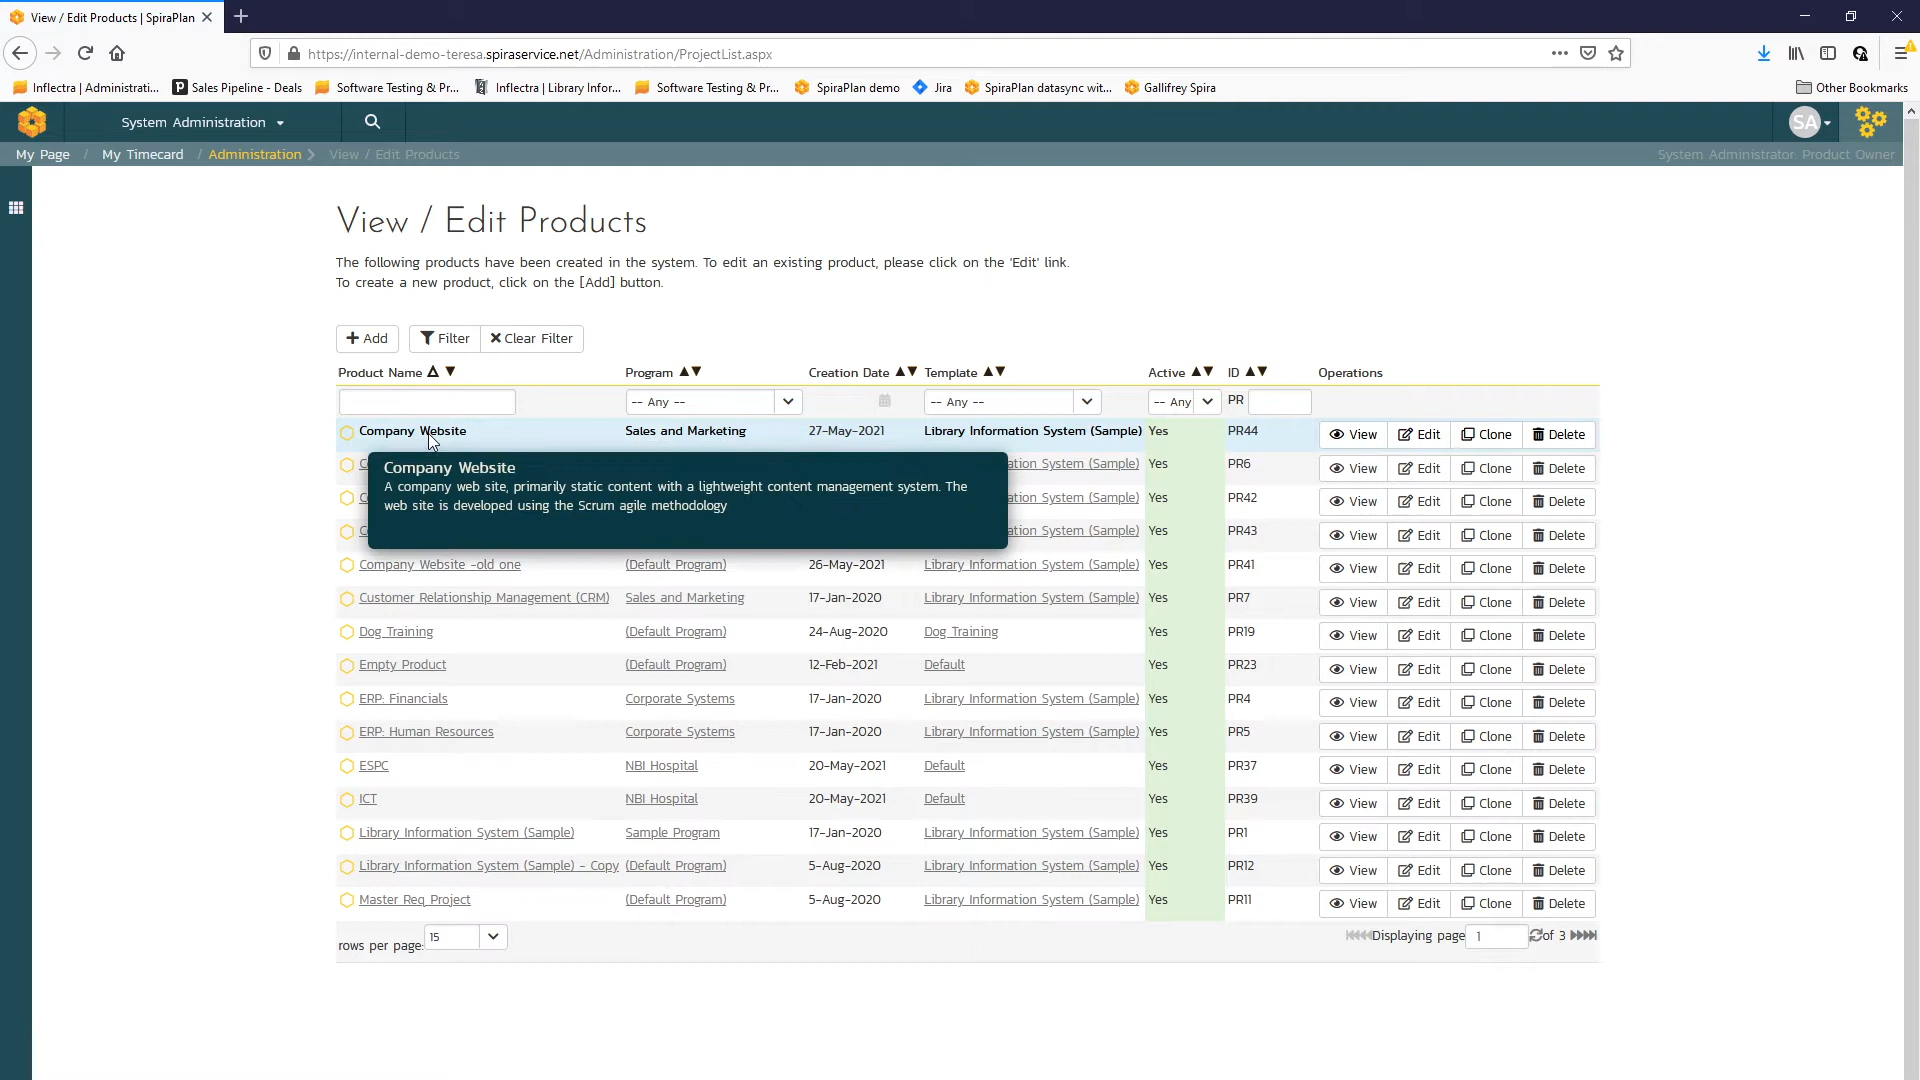 View / Edit Products | SpiraPlan
https://internal-demo-teresa.spiraservice.net/Administration/ProjectList.aspx
Inflectra | Administrati... Sales Pipeline - Deals Software Testing & Pr... Inflectra | Library Infor... Software Testing & Pr... SpiraPlan demo Jira SpiraPlan datasync wit... Gallifrey Spira Other Bookmarks
System Administration SA
My Page / My Timecard / Administration View / Edit Products System Administrator: Product Owner
View / Edit Products
The following products have been created in the system. To edit an existing product, please click on the 'Edit' link.
To create a new product, click on the [Add] button.
Add Filter Clear Filter
Product Name Program Creation Date Template Active ID Operations
-- Any -- -- Any -- -- Any PR
Company Website Sales and Marketing 27-May-2021 Library Information System (Sample) Yes PR44 View Edit Clone Delete
Company Website
A company web site, primarily static content with a lightweight content management system. The
web site is developed using the Scrum agile methodology
System (Sample) Yes PR6 View Edit Clone Delete
System (Sample) Yes PR42 View Edit Clone Delete
System (Sample) Yes PR43 View Edit Clone Delete
Company Website -old one (Default Program) 26-May-2021 Library Information System (Sample) Yes PR41 View Edit Clone Delete
Customer Relationship Management (CRM) Sales and Marketing 17-Jan-2020 Library Information System (Sample) Yes PR7 View Edit Clone Delete
Dog Training (Default Program) 24-Aug-2020 Dog Training Yes PR19 View Edit Clone Delete
Empty Product (Default Program) 12-Feb-2021 Default Yes PR23 View Edit Clone Delete
ERP: Financials Corporate Systems 17-Jan-2020 Library Information System (Sample) Yes PR4 View Edit Clone Delete
ERP: Human Resources Corporate Systems 17-Jan-2020 Library Information System (Sample) Yes PR5 View Edit Clone Delete
ESPC NBI Hospital 20-May-2021 Default Yes PR37 View Edit Clone Delete
ICT NBI Hospital 20-May-2021 Default Yes PR39 View Edit Clone Delete
Library Information System (Sample) Sample Program 17-Jan-2020 Library Information System (Sample) Yes PR1 View Edit Clone Delete
Library Information System (Sample) - Copy (Default Program) 5-Aug-2020 Library Information System (Sample) Yes PR12 View Edit Clone Delete
Master Req Project (Default Program) 5-Aug-2020 Library Information System (Sample) Yes PR11 View Edit Clone Delete
rows per page: 15 Displaying page 1 of 3